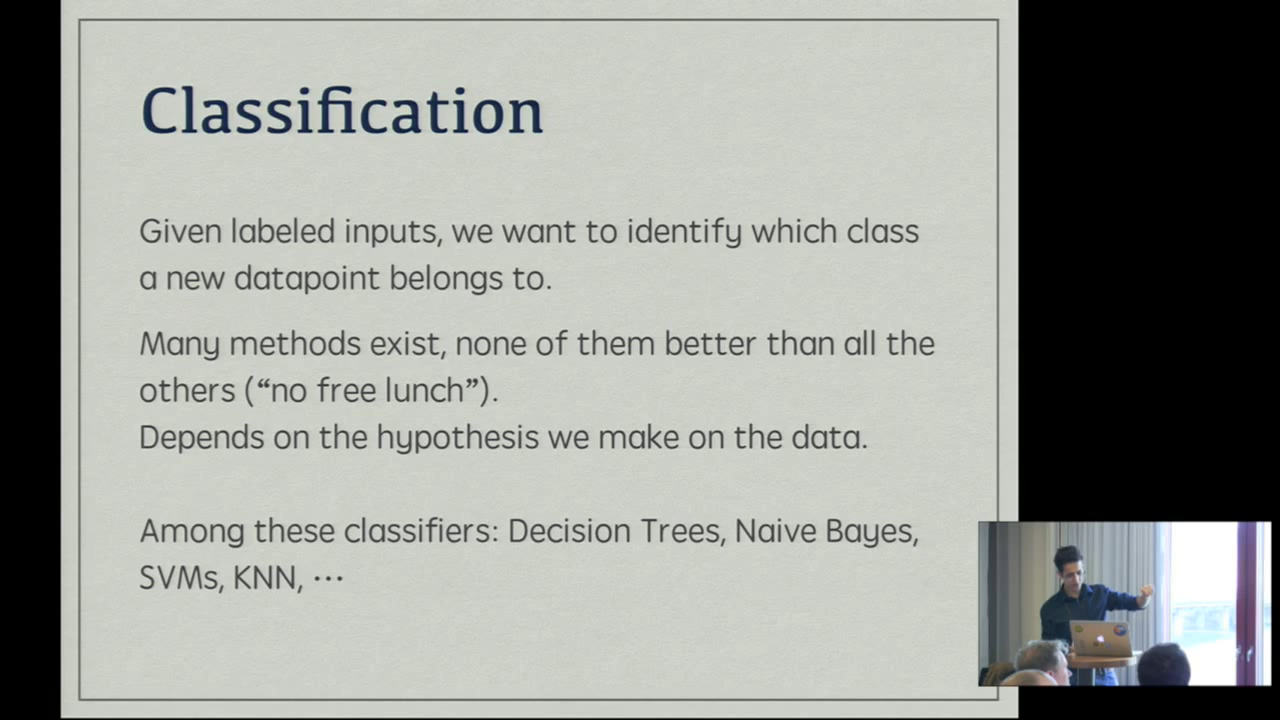 Classification
Given labeled inputs, we want to identify which class
a new datapoint belongs to.
Many methods exist, none of them better than all the
others (“no free lunch”).
Depends on the hypothesis we make on the data.
Among these classifiers: Decision Trees, Naive Bayes,
SVMs, KNN, ⋯